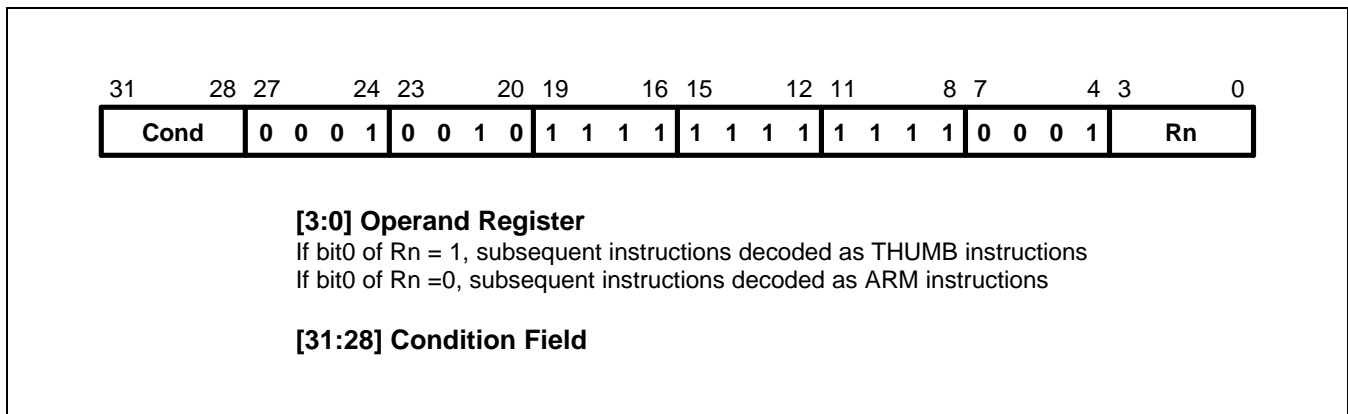 31 28 27 24 23 20 19 16 15 12 11 8 7 4 3 0
Cond 0 0 0 1 0 0 1 0 1 1 1 1 1 1 1 1 1 1 1 1 0 0 0 1 Rn
[3:0] Operand Register
If bit0 of Rn = 1, subsequent instructions decoded as THUMB instructions
If bit0 of Rn =0, subsequent instructions decoded as ARM instructions
[31:28] Condition Field